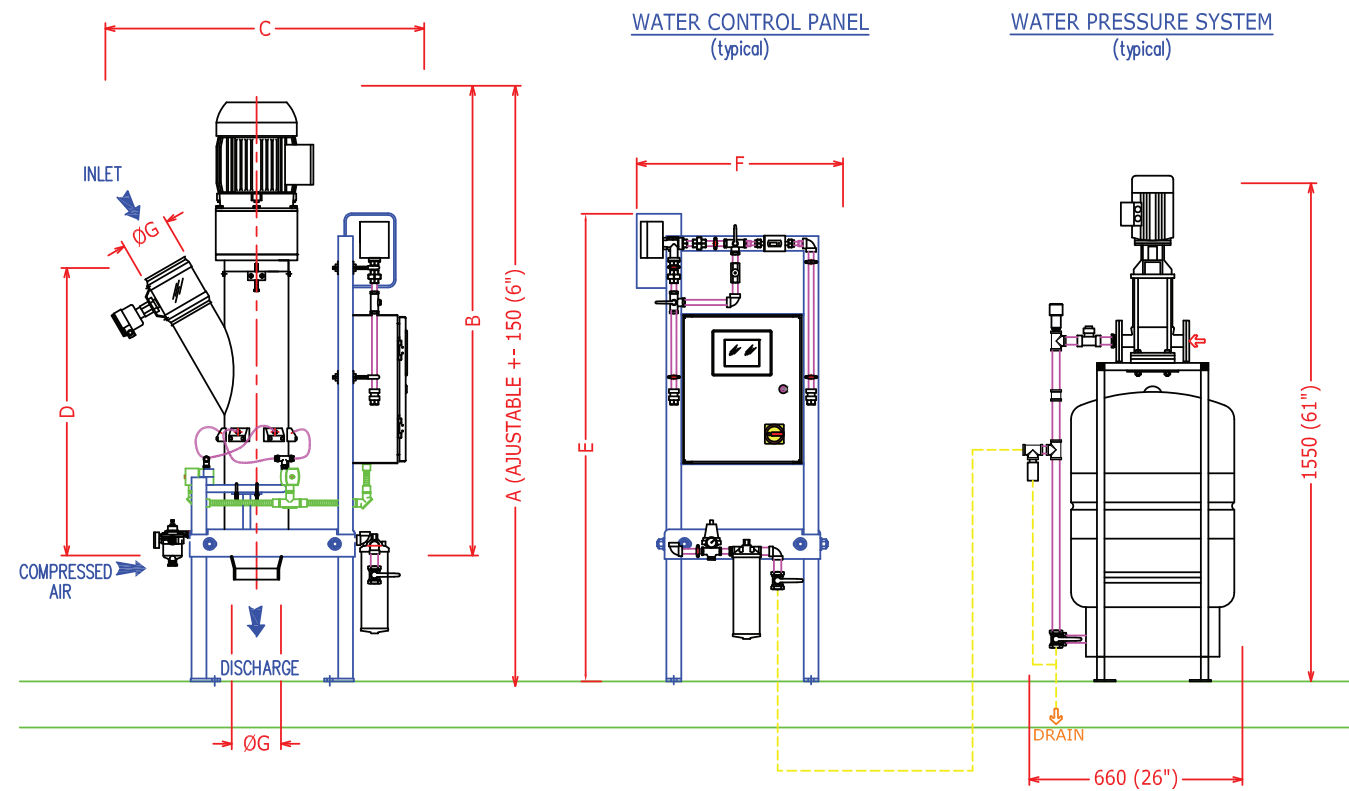 WATER CONTROL PANEL
(typical)
WATER PRESSURE SYSTEM
(typical)
C
INLET
ØG
D
B
A (AJUSTABLE +- 150 (6")
F
E
1550 (61")
COMPRESSED
AIR
DISCHARGE
ØG
DRAIN
660 (26")